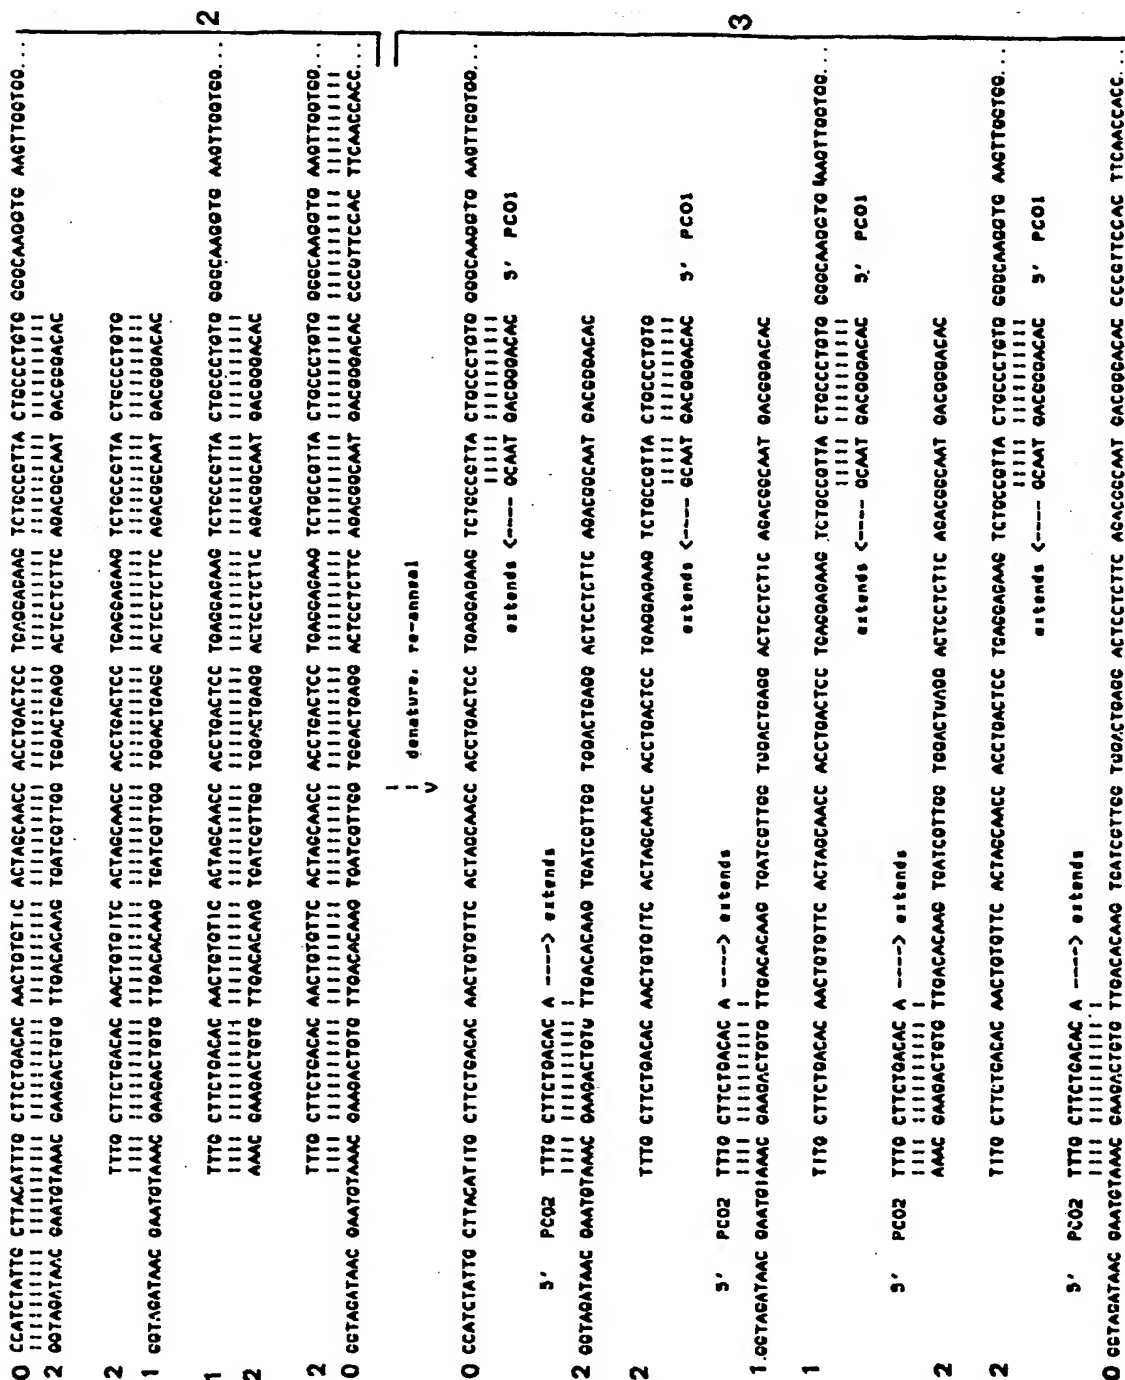 0 CCATCTATTG CTTACATTTG CTTCTGACAC AACTGTGTTC ACTAGCAACC ACCTGACTCC TGAGGAGAAG TCTGCCGTTA CTGCCCTGTG GGGCAAGGTG AAGTTGGTGG...
2 GGTAGATAAC GAATGTAAAC GAAGACTGTG TTGACACAAG TGATCGTTGG TGGACTGAGG ACTCCTCTTC AGACGGCAAT GACGGGACAC
2 TTTG CTTCTGACAC AACTGTGTTC ACTAGCAACC ACCTGACTCC TGAGGAGAAG TCTGCCGTTA CTGCCCTGTG
1 GGTAGATAAC GAATGTAAAC GAAGACTGTG TTGACACAAG TGATCGTTGG TGGACTGAGG ACTCCTCTTC AGACGGCAAT GACGGGACAC
2
1 TTTG CTTCTGACAC AACTGTGTTC ACTAGCAACC ACCTGACTCC TGAGGAGAAG TCTGCCGTTA CTGCCCTGTG GGGCAAGGTG AAGTTGGTGG...
2 AAAC GAAGACTGTG TTGACACAAG TGATCGTTGG TGGACTGAGG ACTCCTCTTC AGACGGCAAT GACGGGACAC
2 TTTG CTTCTGACAC AACTGTGTTC ACTAGCAACC ACCTGACTCC TGAGGAGAAG TCTGCCGTTA CTGCCCTGTG GGGCAAGGTG AAGTTGGTGG...
0 GGTAGATAAC GAATGTAAAC GAAGACTGTG TTGACACAAG TGATCGTTGG TGGACTGAGG ACTCCTCTTC AGACGGCAAT GACGGGACAC CCCGTTCCAC TTCAACCACC...
denature, re-anneal
0 CCATCTATTG CTTACATTTG CTTCTGACAC AACTGTGTTC ACTAGCAACC ACCTGACTCC TGAGGAGAAG TCTGCCGTTA CTGCCCTGTG GGGCAAGGTG AAGTTGGTGG...
extends <---- GCAAT GACGGGACAC 5' PCO1
5' PCO2 TTTG CTTCTGACAC A ----> extends
2 GGTAGATAAC GAATGTAAAC GAAGACTGTG TTGACACAAG TGATCGTTGG TGGACTGAGG ACTCCTCTTC AGACGGCAAT GACGGGACAC
2 TTTG CTTCTGACAC AACTGTGTTC ACTAGCAACC ACCTGACTCC TGAGGAGAAG TCTGCCGTTA CTGCCCTGTG
extends <---- GCAAT GACGGGACAC 5' PCO1
3
5' PCO2 TTTG CTTCTGACAC A ----> extends
1 GGTAGATAAC GAATGTAAAC GAAGACTGTG TTGACACAAG TGATCGTTGG TGGACTGAGG ACTCCTCTTC AGACGGCAAT GACGGGACAC
1 TTTG CTTCTGACAC AACTGTGTTC ACTAGCAACC ACCTGACTCC TGAGGAGAAG TCTGCCGTTA CTGCCCTGTG GGGCAAGGTG AAGTTGGTGG...
extends <---- GCAAT GACGGGACAC 5' PCO1
5' PCO2 TTTG CTTCTGACAC A ----> extends
2 AAAC GAAGACTGTG TTGACACAAG TGATCGTTGG TGGACTGAGG ACTCCTCTTC AGACGGCAAT GACGGGACAC
2 TTTG CTTCTGACAC AACTGTGTTC ACTAGCAACC ACCTGACTCC TGAGGAGAAG TCTGCCGTTA CTGCCCTGTG GGGCAAGGTG AAGTTGGTGG...
extends <---- GCAAT GACGGGACAC 5' PCO1
5' PCO2 TTTG CTTCTGACAC A ----> extends
0 GGTAGATAAC GAATGTAAAC GAAGACTGTG TTGACACAAG TGATCGTTGG TGGACTGAGG ACTCCTCTTC AGACGGCAAT GACGGGACAC CCCGTTCCAC TTCAACCACC...